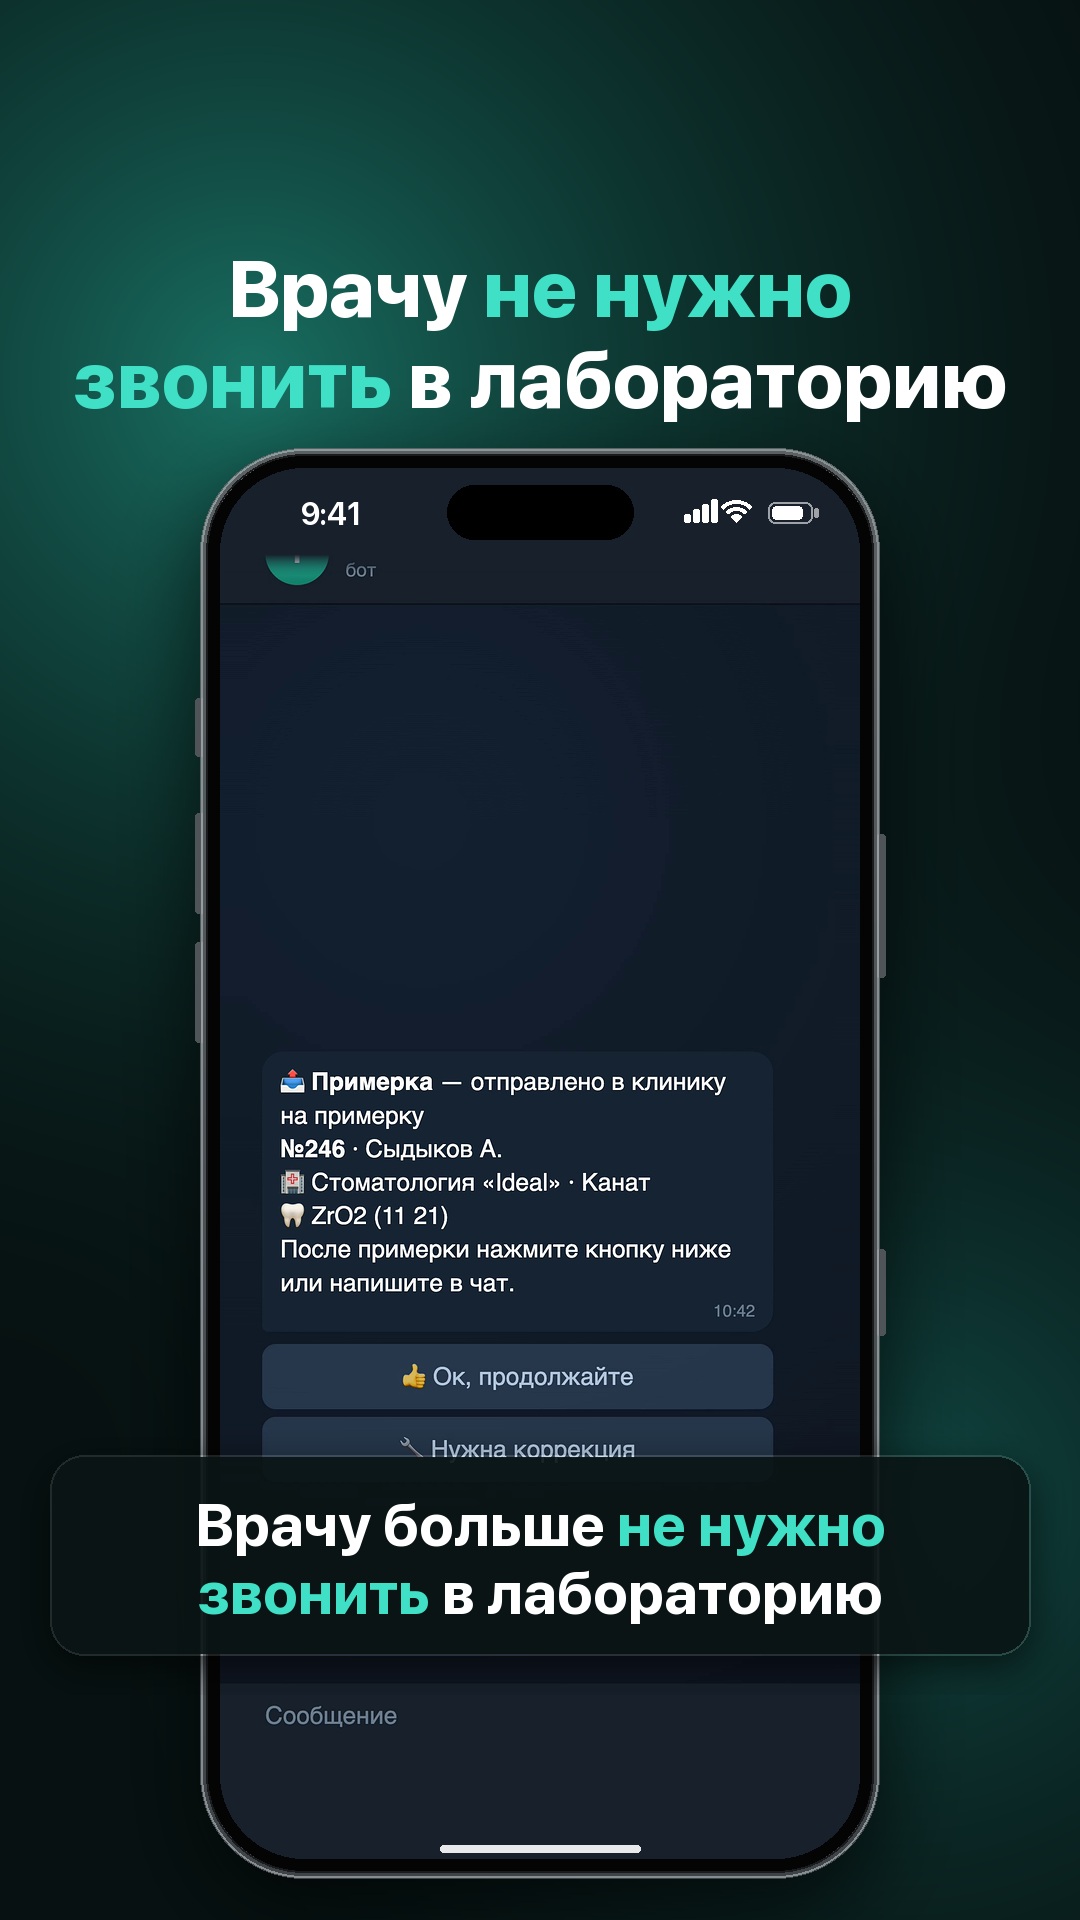 Врачу не нужно
звонить в лабораторию
9:41
бот
📤 Примерка — отправлено в клинику
на примерку
№246 · Сыдыков А.
🏥 Стоматология «Ideal» · Канат
🦷 ZrO2 (11 21)
После примерки нажмите кнопку ниже
или напишите в чат.
10:42
👍 Ок, продолжайте
🔧 Нужна коррекция
Врачу больше не нужно
звонить в лабораторию
Сообщение